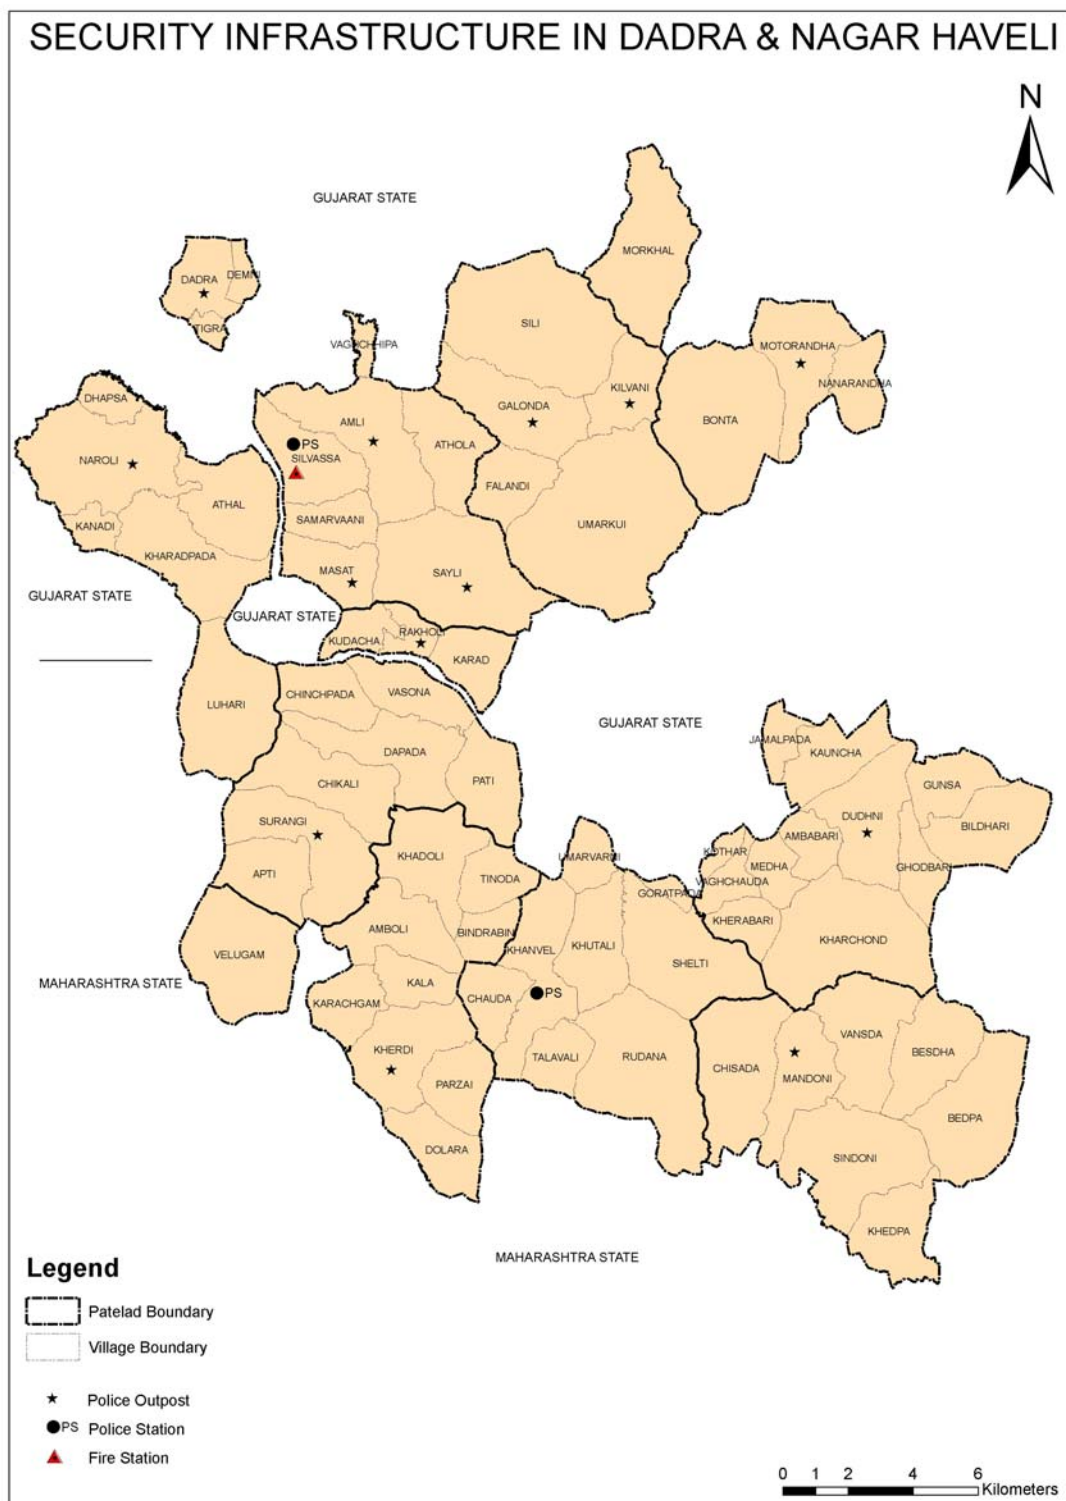 SECURITY INFRASTRUCTURE IN DADRA & NAGAR HAVELI
N
GUJARAT STATE
MORKHAL
DADRA
DEMNI
TIGRA
SILI
VAGHCHHIPA
MOTORANDHA
NANARANDHA
KILVANI
DHAPSA
GALONDA
BONTA
AMLI
ATHOLA
PS
SILVASSA
NAROLI
FALANDI
ATHAL
SAMARVAANI
UMARKUI
KANADI
KHARADPADA
MASAT
SAYLI
GUJARAT STATE
GUJARAT STATE
RAKHOLI
KUDACHA
KARAD
LUHARI
CHINCHPADA
VASONA
GUJARAT STATE
JAMALPADA
KAUNCHA
DAPADA
PATI
CHIKALI
GUNSA
DUDHNI
SURANGI
BILDHARI
AMBABARI
KHADOLI
UMARVARNI
KOTHAR
MEDHA
GHODBARI
APTI
TINODA
VAGHCHAUDA
GORATPADA
KHERABARI
AMBOLI
BINDRABIN
KHANVEL
KHUTALI
KHARCHOND
VELUGAM
SHELTI
MAHARASHTRA STATE
KALA
CHAUDA
PS
KARACHGAM
VANSDA
KHERDI
TALAVALI
RUDANA
BESDHA
CHISADA
MANDONI
PARZAI
BEDPA
DOLARA
SINDONI
KHEDPA
MAHARASHTRA STATE
Legend
Patelad Boundary
Village Boundary
Police Outpost
PS Police Station
Fire Station
0 1 2 4 6
Kilometers